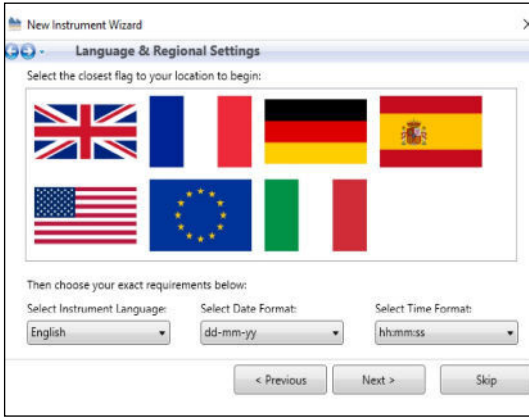 New Instrument Wizard
Language & Regional Settings
Select the closest flag to your location to begin:
Then choose your exact requirements below:
Select Instrument Language: Select Date Format: Select Time Format:
English dd-mm-yy hh:mm:ss
< Previous Next > Skip